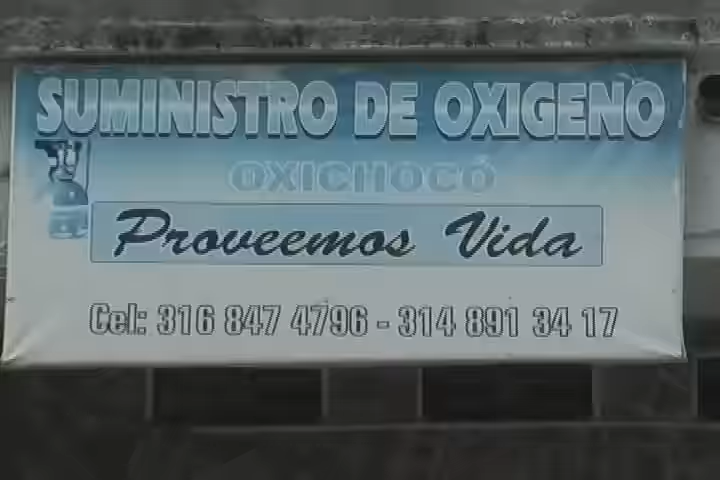 SUMINISTRO DE OXIGENO
OXICHOCÓ
Proveemos Vida
Cel: 316 847 4796 - 314 891 34 17